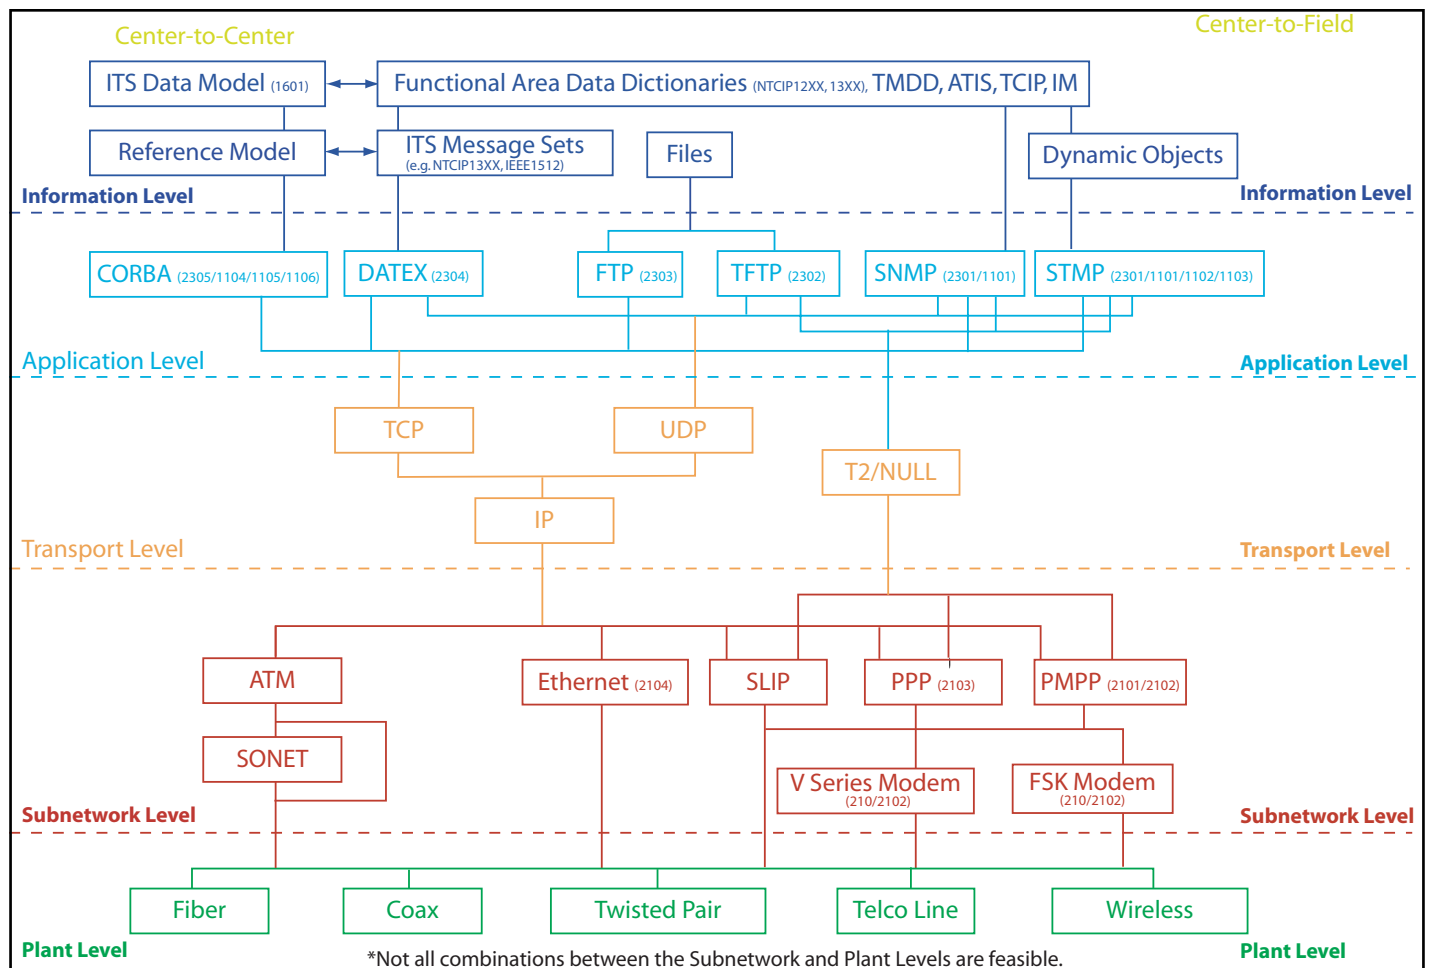 Center-to-Center
Center-to-Field
ITS Data Model (1601)
Functional Area Data Dictionaries (NTCIP12XX, 13XX), TMDD, ATIS, TCIP, IM
Reference Model
ITS Message Sets
(e.g. NTCIP13XX, IEEE1512)
Files
Dynamic Objects
Information Level
Information Level
CORBA (2305/1104/1105/1106)
DATEX (2304)
FTP (2303)
TFTP (2302)
SNMP (2301/1101)
STMP (2301/1101/1102/1103)
Application Level
Application Level
TCP
UDP
T2/NULL
IP
Transport Level
Transport Level
ATM
Ethernet (2104)
SLIP
PPP (2103)
PMPP (2101/2102)
SONET
V Series Modem
(210/2102)
FSK Modem
(210/2102)
Subnetwork Level
Subnetwork Level
Fiber
Coax
Twisted Pair
Telco Line
Wireless
Plant Level
Plant Level
*Not all combinations between the Subnetwork and Plant Levels are feasible.